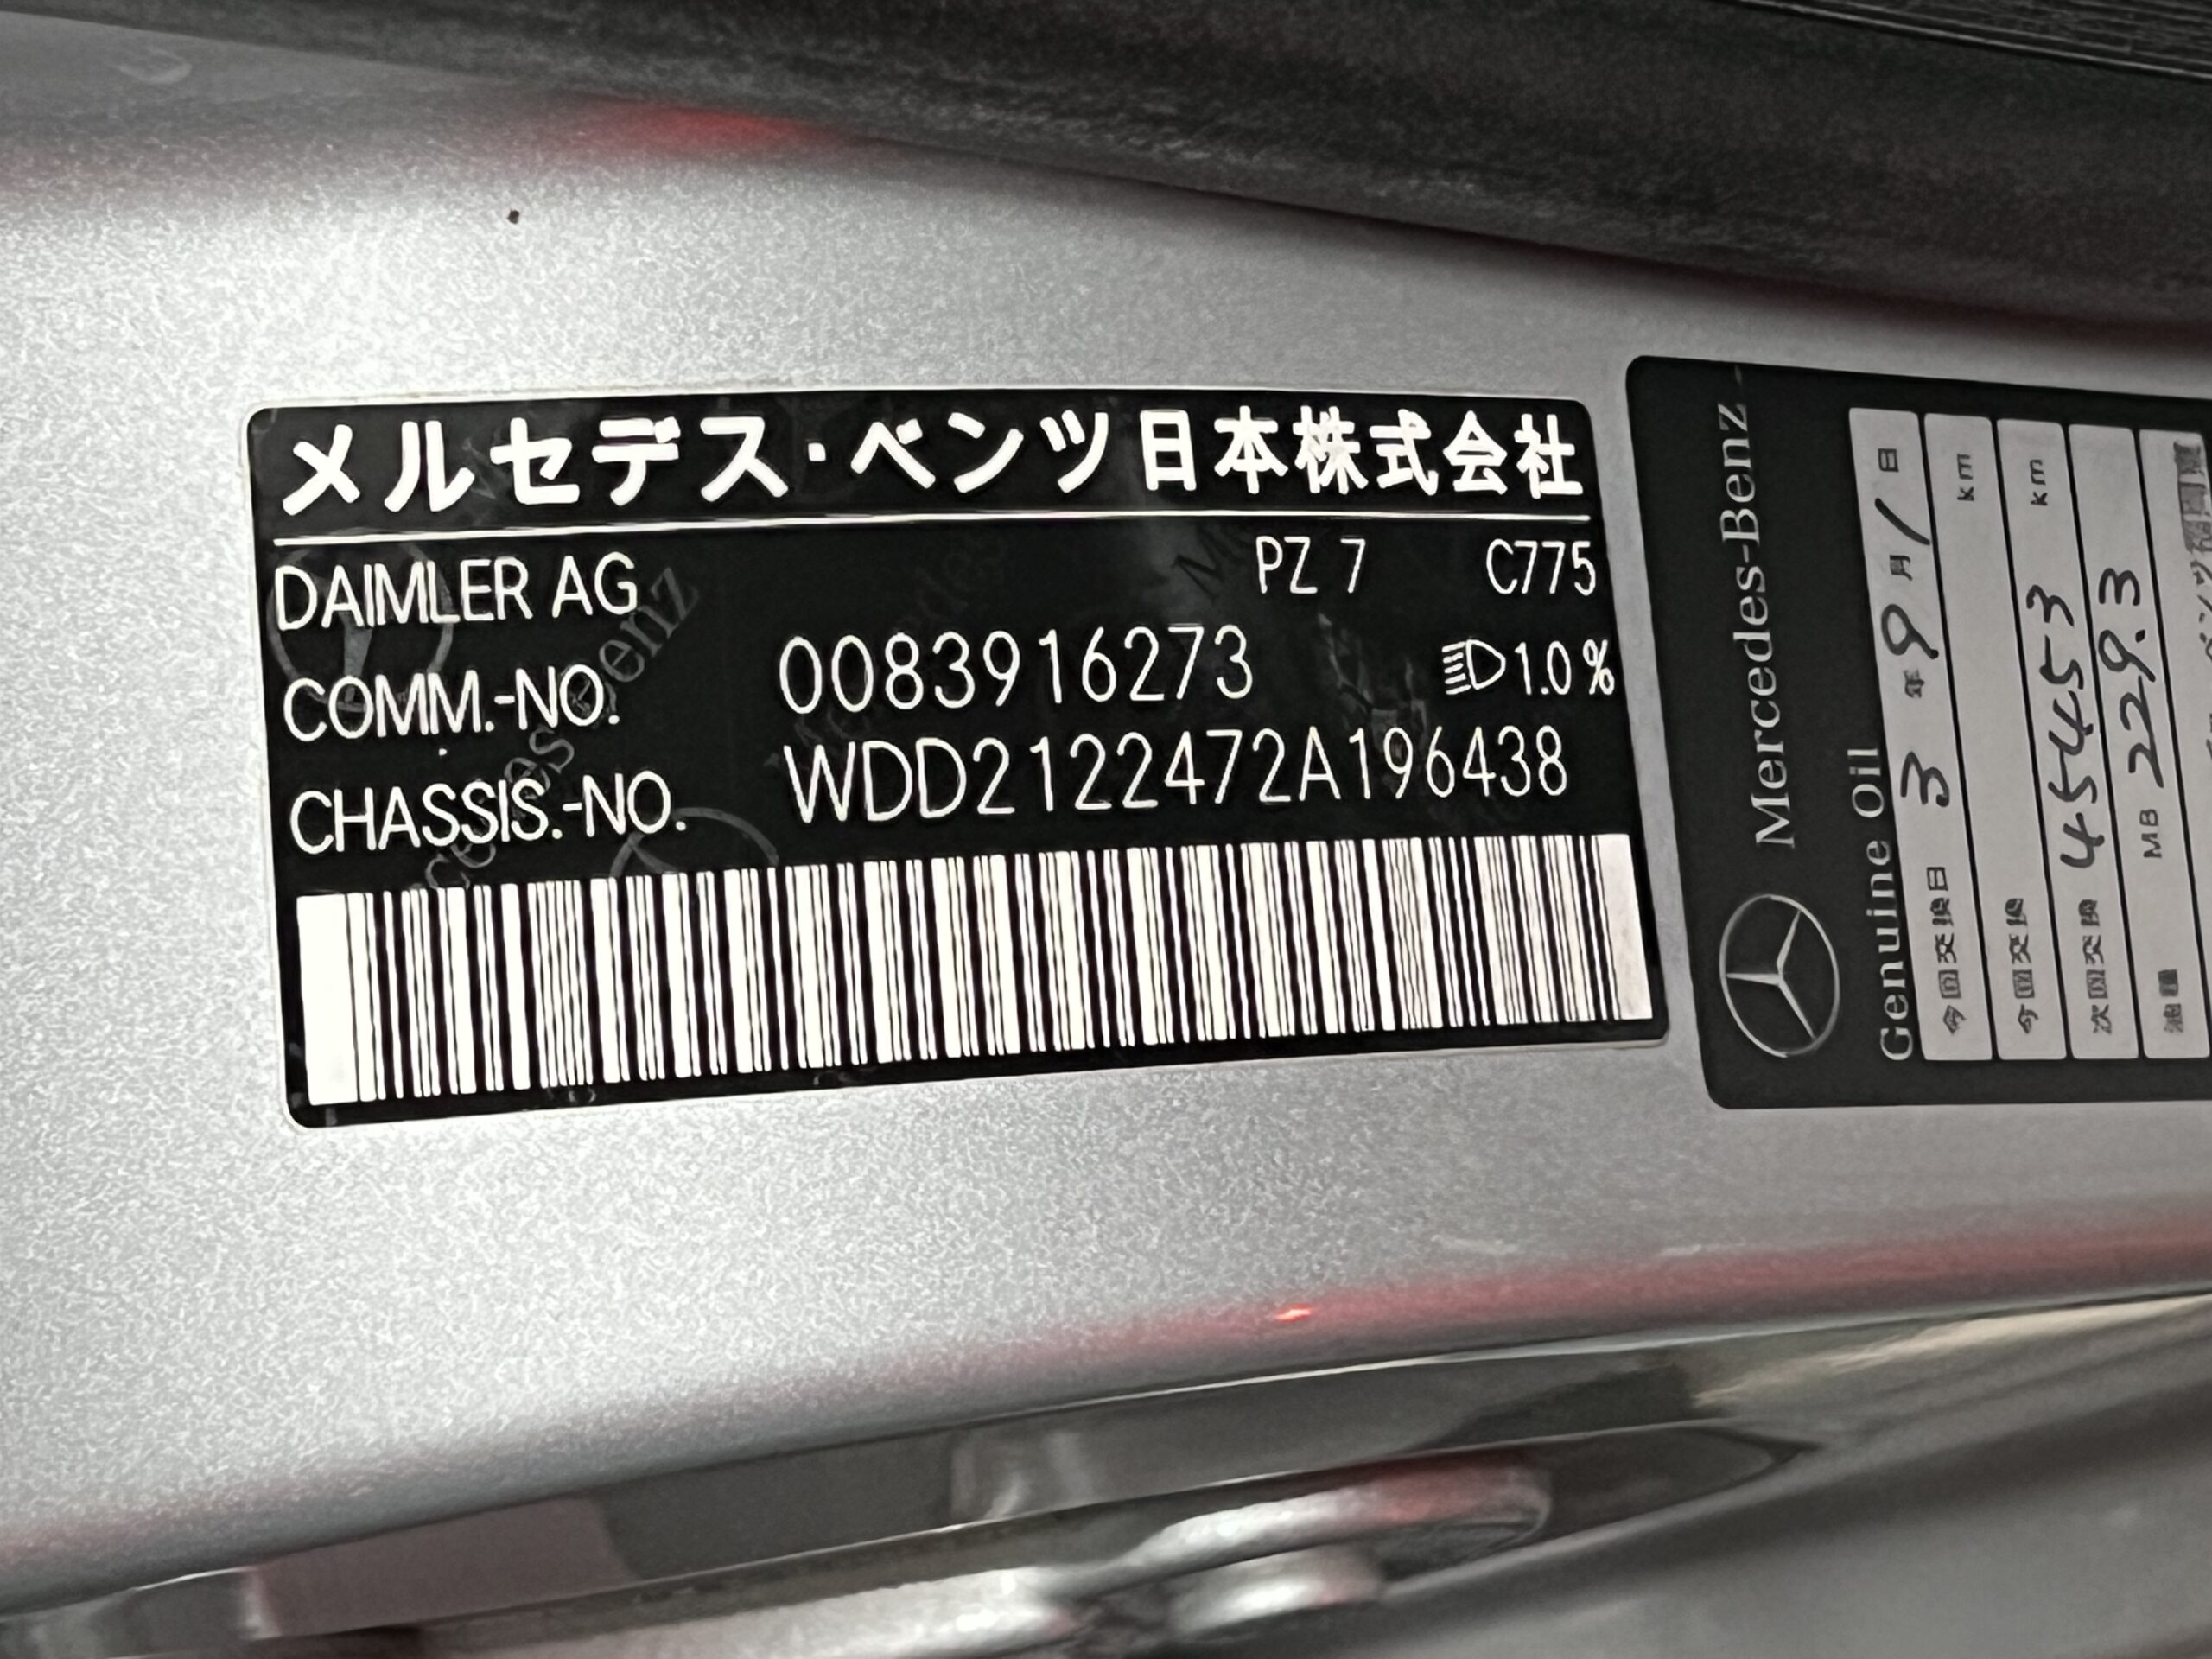 メルセデス・ベンツ日本株式会社
DAIMLER AG PZ 7 C775
COMM.-NO. 0083916273 1.0%
CHASSIS.-NO. WDD2122472A196438
Mercedes-Benz
Genuine Oil
今回交換日 3年9月1日
今回交換 km
次回交換 45453 km
油種 MB 229.3